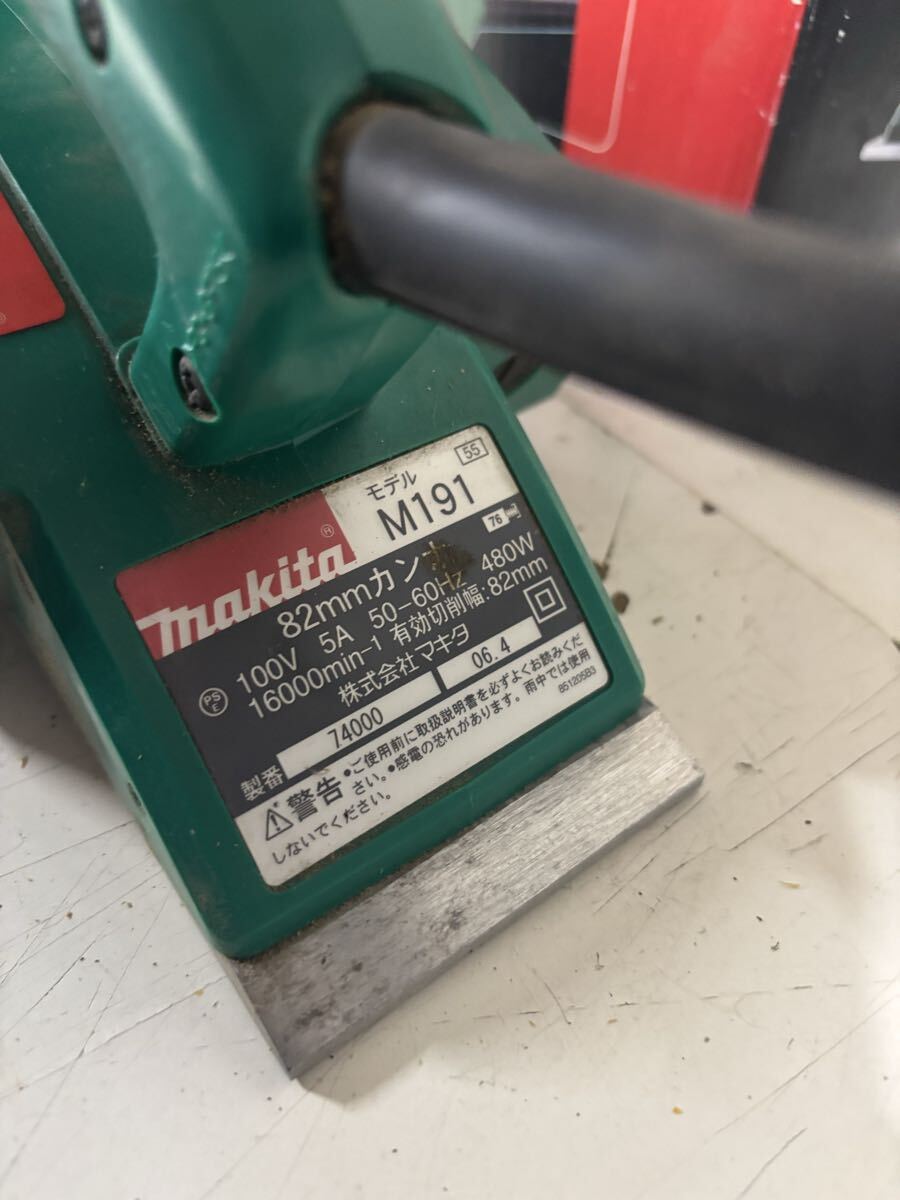 モデル
55
M191
makita®
76
82mmカンナ
100V 5A 50–60Hz 480W
16000min-1 有効切削幅:82mm
PS
E
株式会社マキタ
製番 74000 06.4
警告 •ご使用前に取扱説明書を必ずよくお読みくだ
さい。•感電の恐れがあります。雨中では使用
しないでください。
851205B3